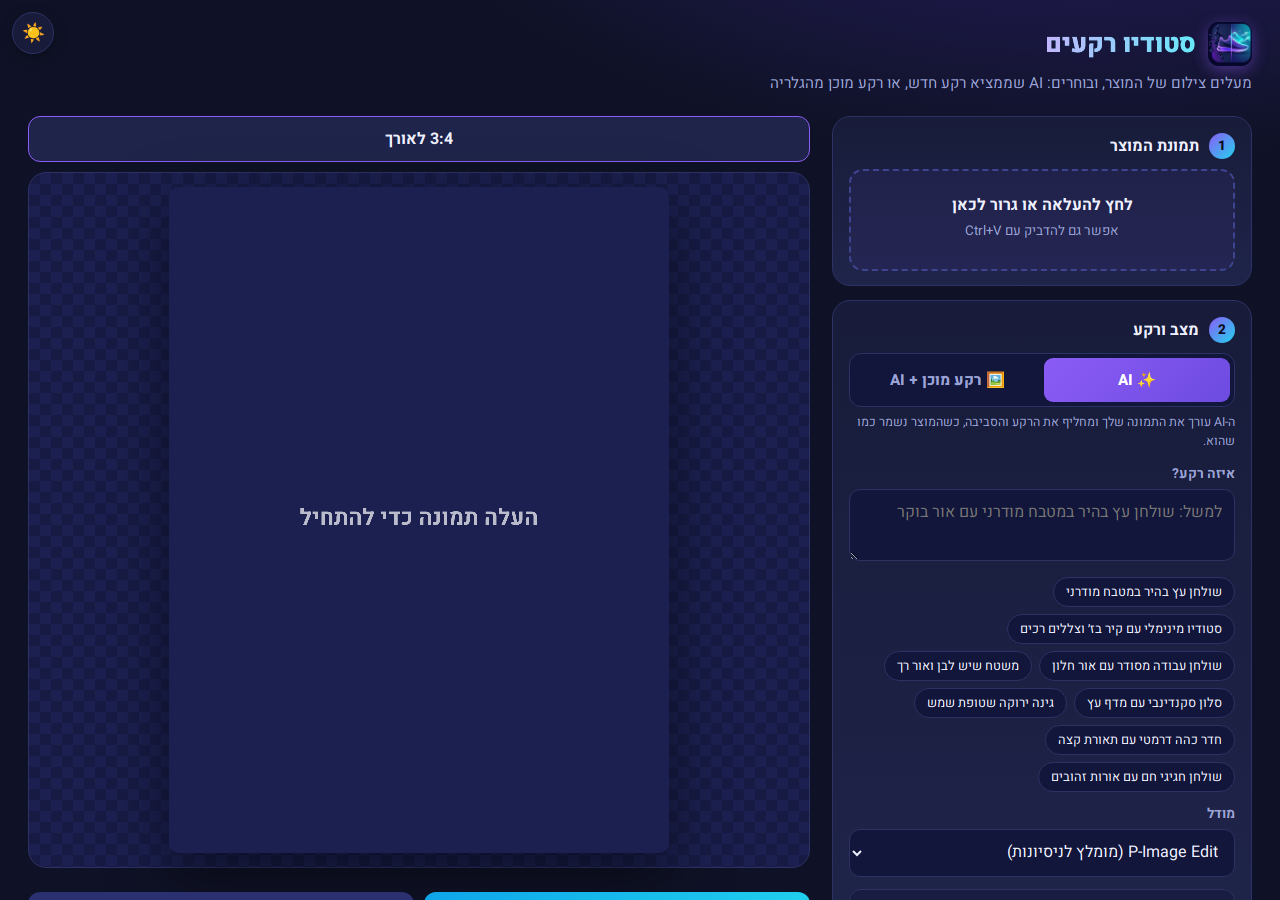 סטודיו רקעים
מעלים צילום של המוצר, ובוחרים: AI שממציא רקע חדש, או רקע מוכן מהגלריה
1 תמונת המוצר
לחץ להעלאה או גרור לכאן
אפשר גם להדביק עם Ctrl+V
2 מצב ורקע
✨ AI
🖼️ רקע מוכן + AI
ה-AI עורך את התמונה שלך ומחליף את הרקע והסביבה, כשהמוצר נשמר כמו
שהוא.
איזה רקע?
למשל: שולחן עץ בהיר במטבח מודרני עם אור בוקר
שולחן עץ בהיר במטבח מודרני
סטודיו מינימלי עם קיר בז' וצללים רכים
שולחן עבודה מסודר עם אור חלון
משטח שיש לבן ואור רך
סלון סקנדינבי עם מדף עץ
גינה ירוקה שטופת שמש
חדר כהה דרמטי עם תאורת קצה
שולחן חגיגי חם עם אורות זהובים
מודל
P-Image Edit (מומלץ לניסיונות)
3:4 לאורך
העלה תמונה כדי להתחיל